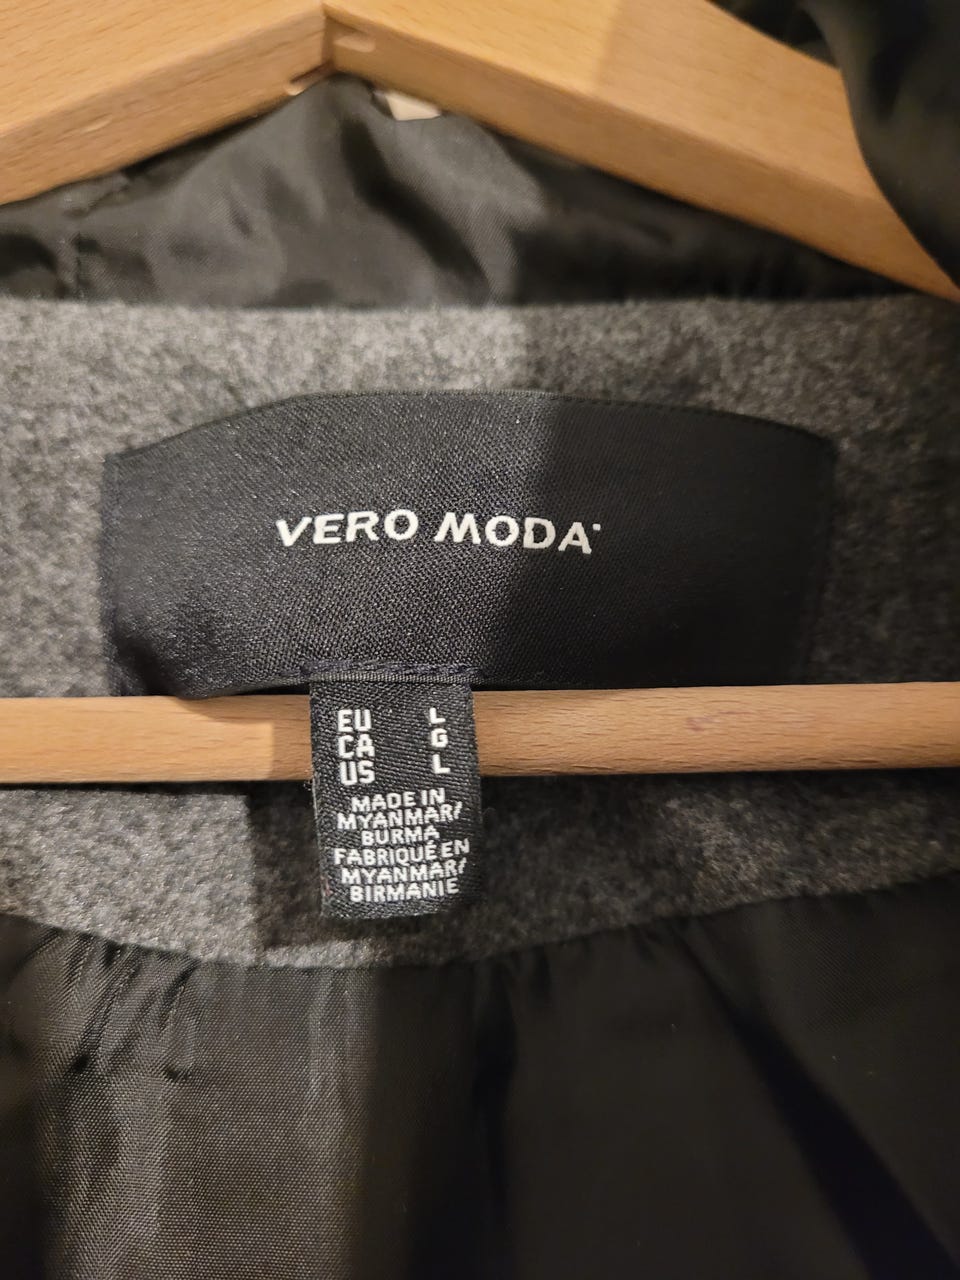 VERO MODA
EU L
CA G
US L
MADE IN
MYANMAR/
BURMA
FABRIQUÉ EN
MYANMAR/
BIRMANIE